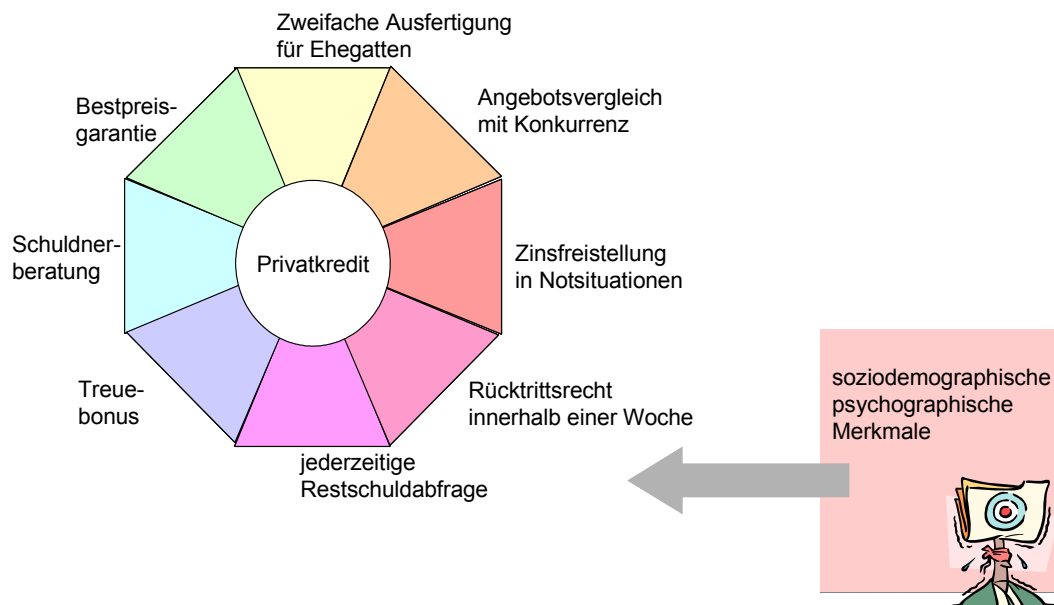 Zweifache Ausfertigung
für Ehegatten
Angebotsvergleich
mit Konkurrenz
Zinsfreistellung
in Notsituationen
Rücktrittsrecht
innerhalb einer Woche
jederzeitige
Restschuldabfrage
Treue-
bonus
Schuldner-
beratung
Bestpreis-
garantie
Privatkredit
soziodemographische
psychographische
Merkmale